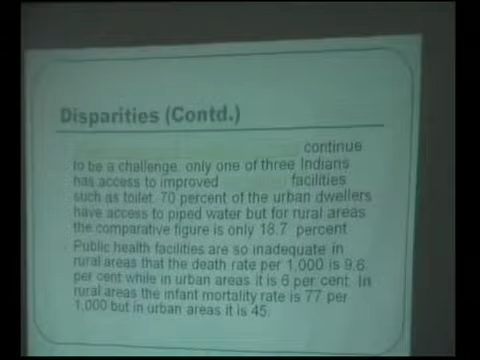 Disparities (Contd.)
continue
to be a challenge, only one of three Indians
has access to improved facilities
such as toilet. 70 percent of the urban dwellers
have access to piped water but for rural areas
the comparative figure is only 18.7 percent
Public health facilities are so inadequate in
rural areas that the death rate per 1,000 is 9.6
per cent while in urban areas it is 6 per cent. In
rural areas the infant mortality rate is 77 per
1,000 but in urban areas it is 45.